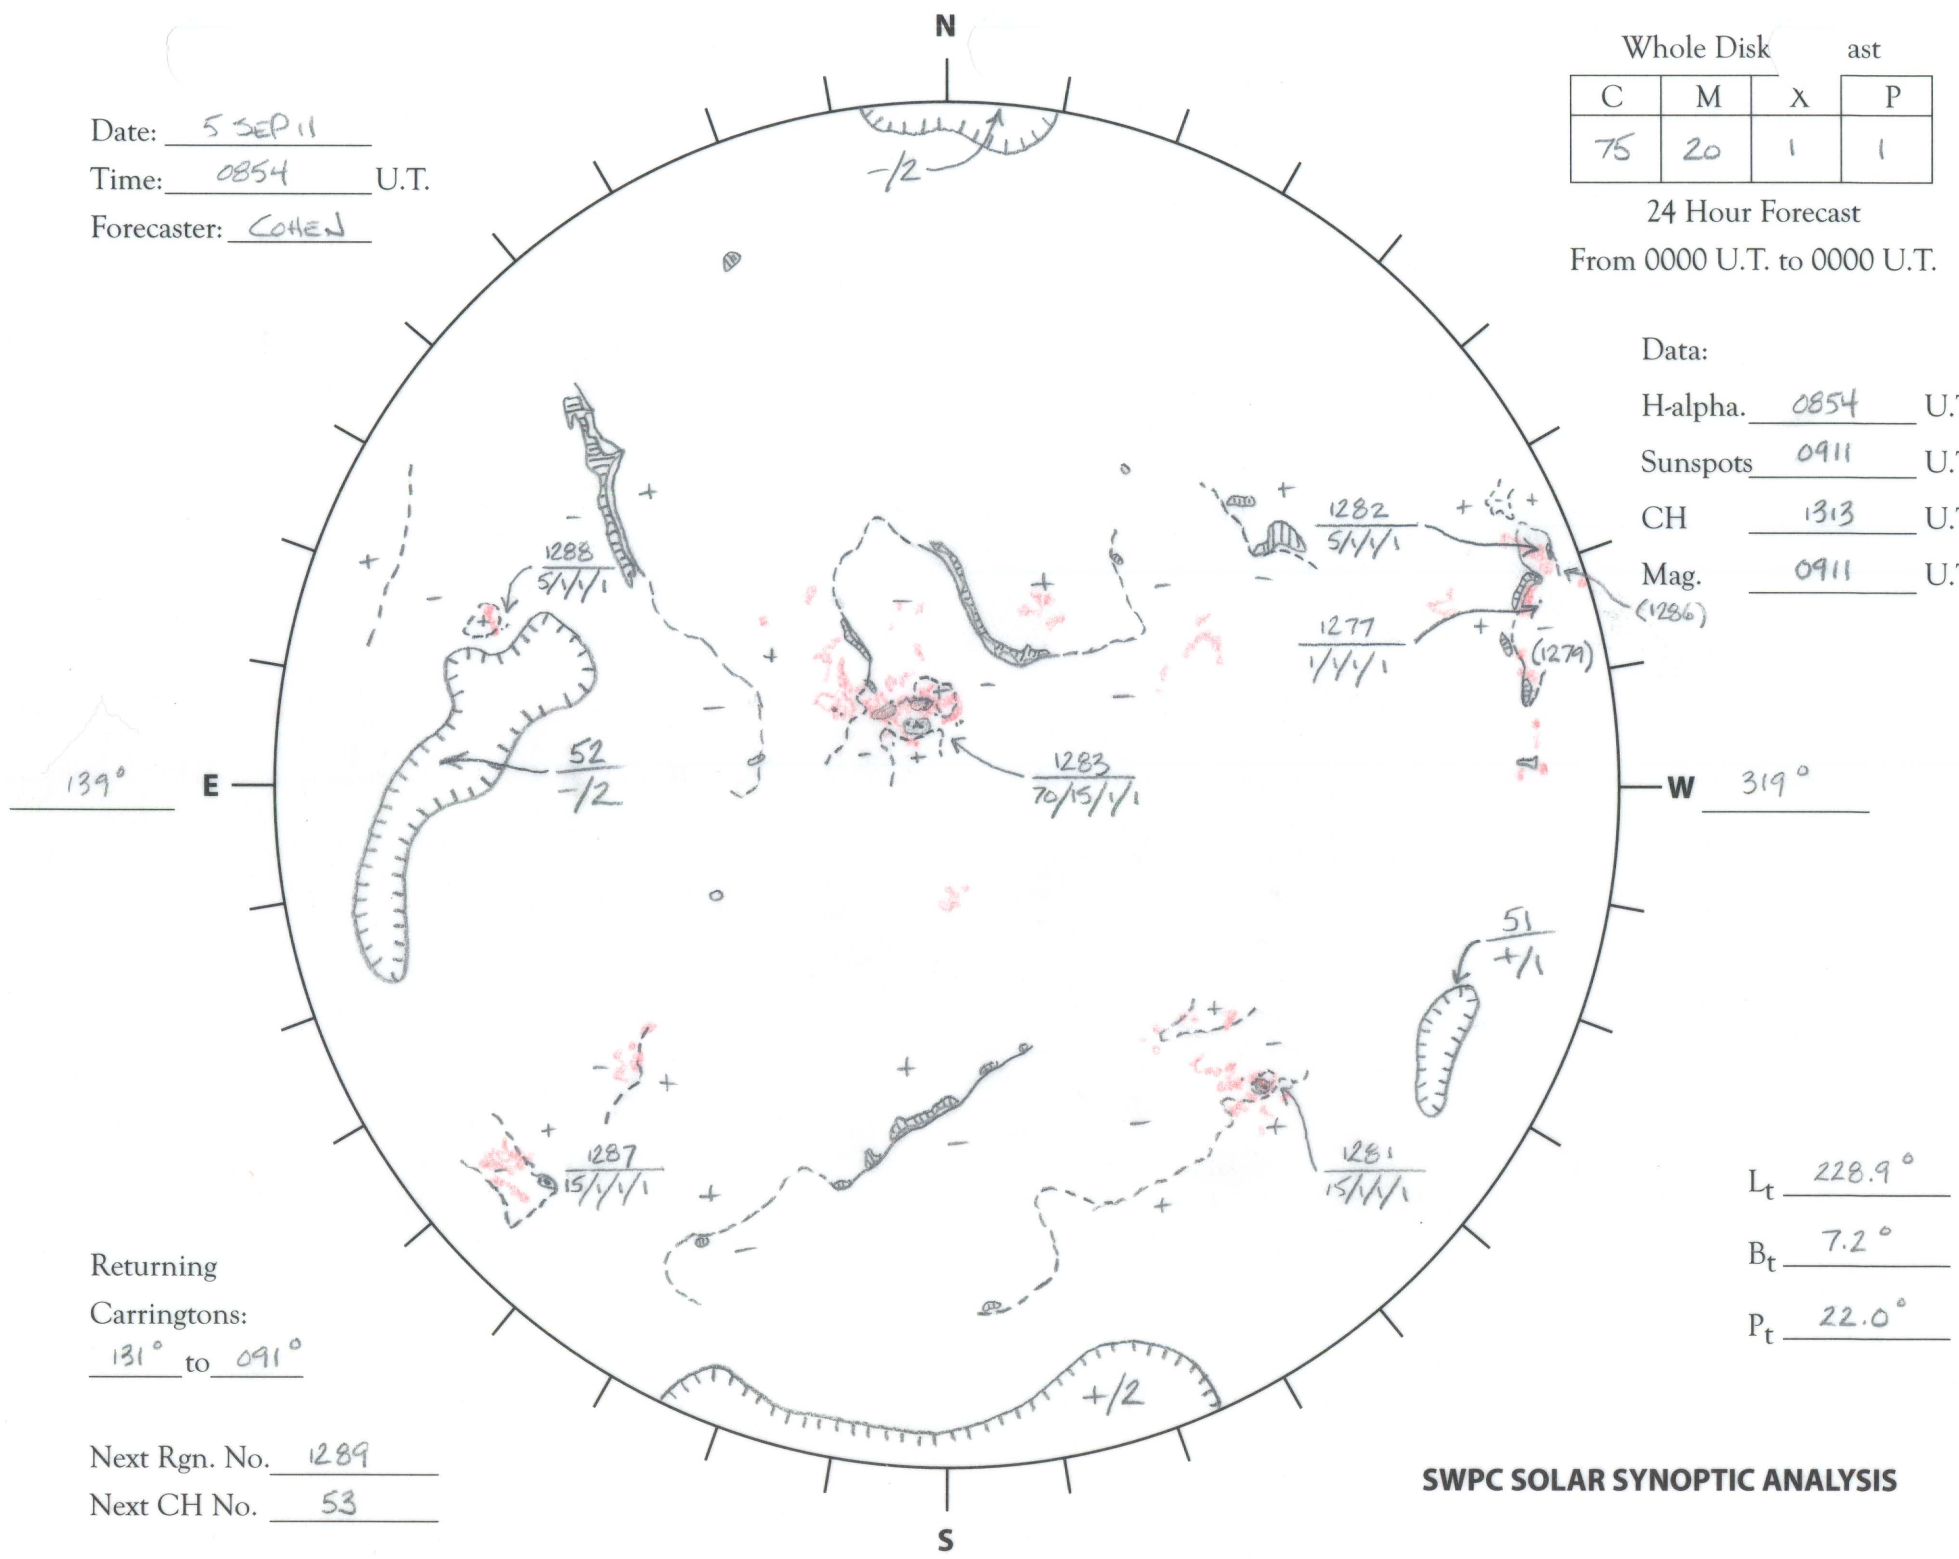 N
Whole Disk ast
C M X P
75 20 1 1
24 Hour Forecast
From 0000 U.T. to 0000 U.T.
Date: 5 SEP 11
Time: 0854 U.T.
Forecaster: COHEN
-/2
Data:
H-alpha. 0854 U.T
Sunspots 0911 U.T
CH 1313 U.T
Mag. 0911 U.T
1282
5/1/1/1
(1286)
1288
5/1/1/1
1277
1/1/1/1
(1279)
52
-/2
1283
70/15/1/1
139° E
W 319°
51
+/1
1287
15/1/1/1
1281
15/1/1/1
Lt 228.9°
Bt 7.2°
Pt 22.0°
Returning
Carringtons:
131° to 091°
+/2
Next Rgn. No. 1289
Next CH No. 53
SWPC SOLAR SYNOPTIC ANALYSIS
S